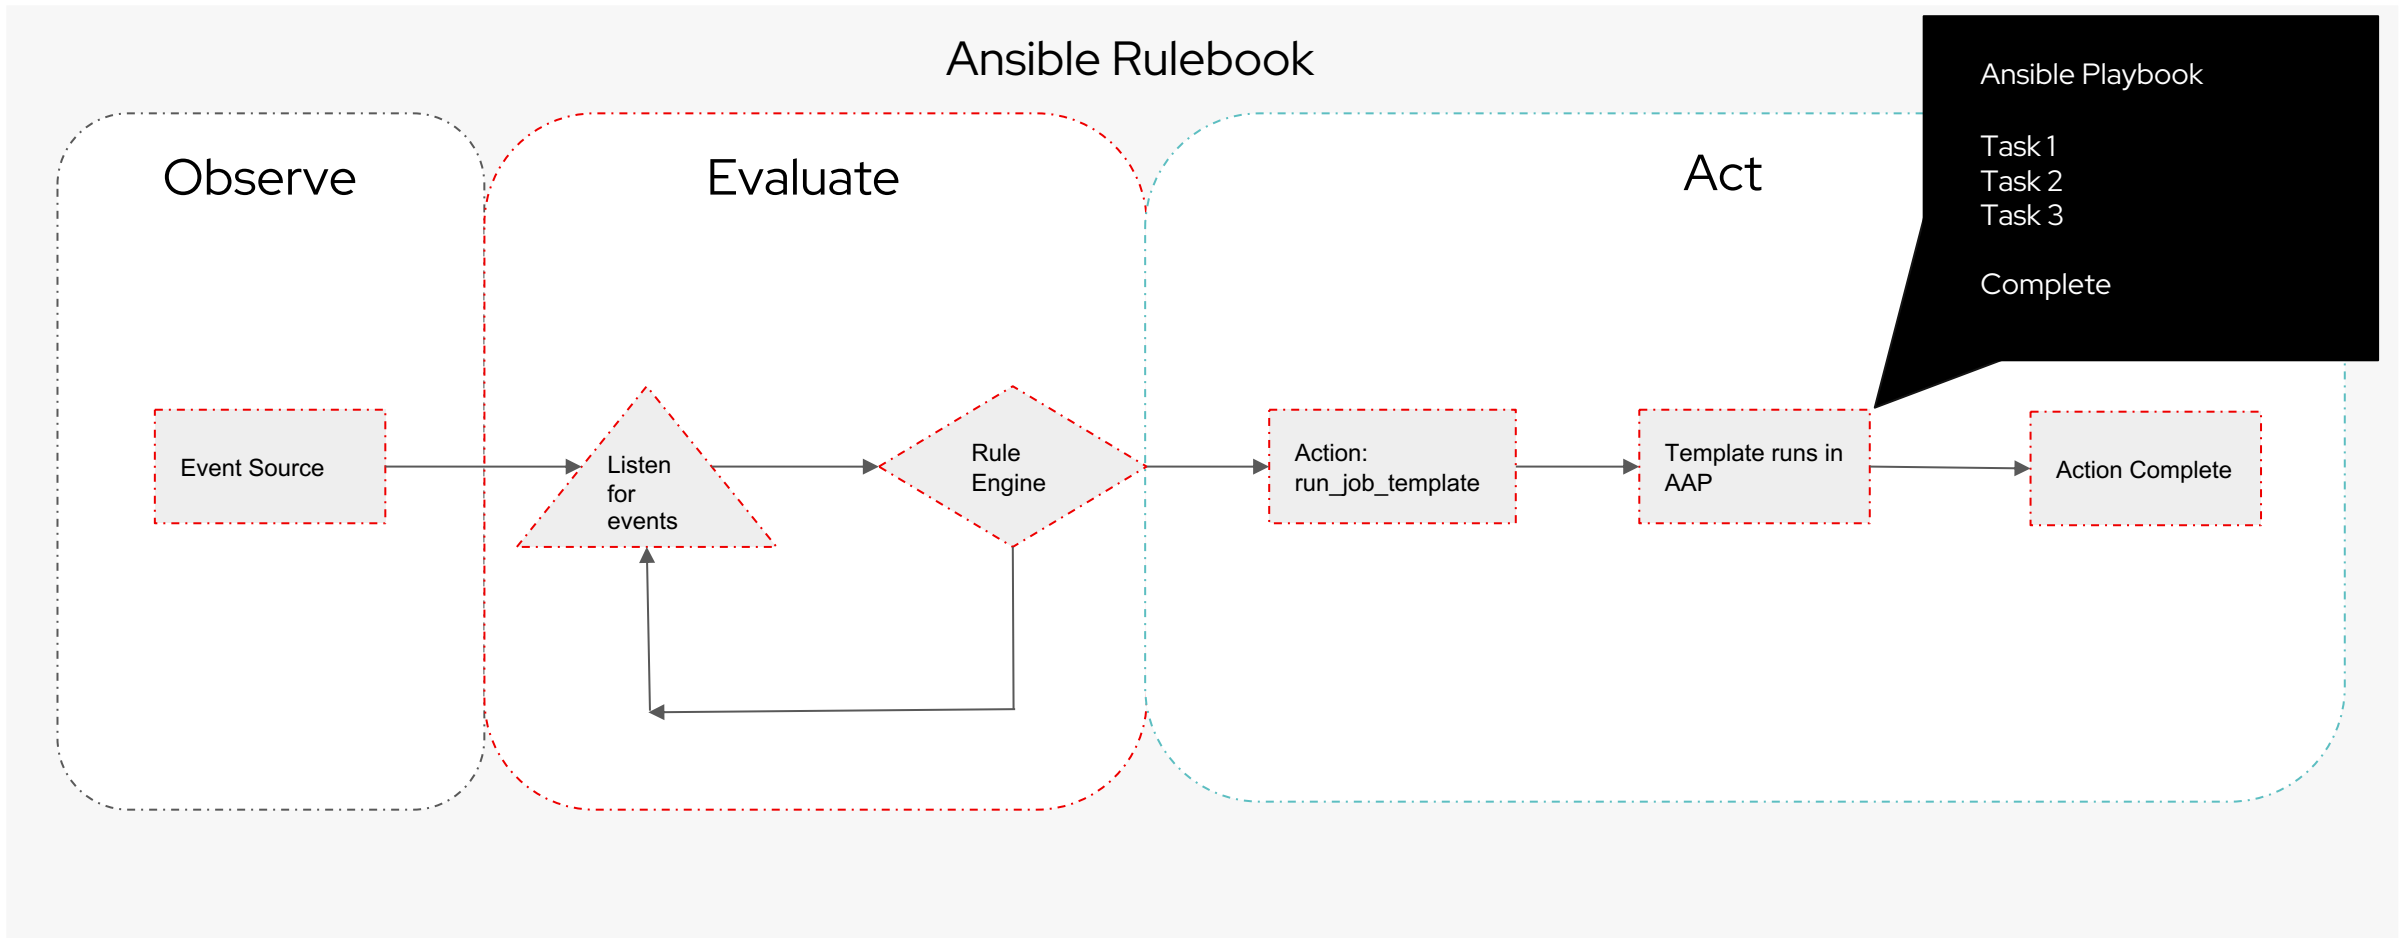 Ansible Rulebook
Observe
Evaluate
Act
Ansible Playbook
Task 1
Task 2
Task 3
Complete
Event Source
Listen
for
events
Rule
Engine
Action:
run_job_template
Template runs in
AAP
Action Complete